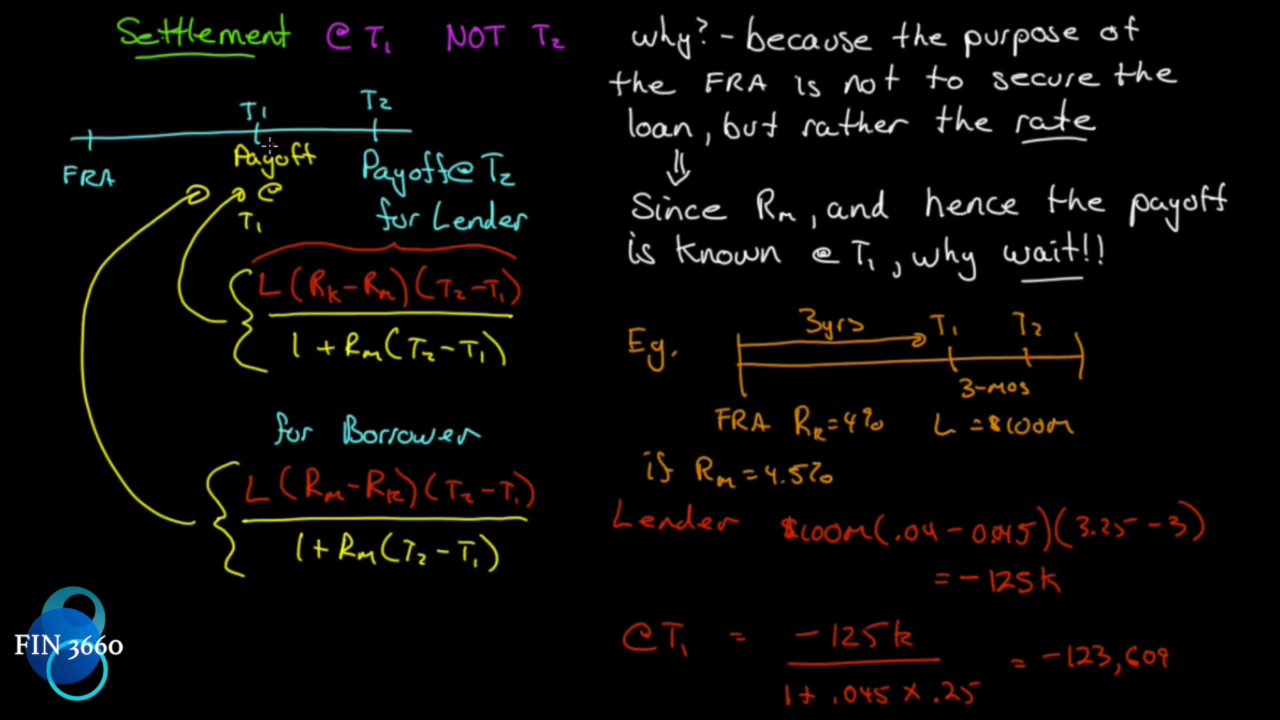 Settlement @ T1 NOT T2
T1 T2
FRA
Payoff
@
T1
Payoff@ T2
for Lender
L(Rk-Rm)(T2-T1)
1+Rm(T2-T1)
for Borrower
L(Rm-Rk)(T2-T1)
1+Rm(T2-T1)
FIN 3660
why? - because the purpose of
the FRA is not to secure the
loan, but rather the rate
⇓
Since Rm, and hence the payoff
is known @ T1, why wait!!
Eg.
3yrs T1 T2
3-mos
FRA Rk=4% L=$100M
if Rm=4.5%
Lender $100M(.04-0.045)(3.25-3)
=-125k
@T1 = -125k
1+.045×.25
=-123,609